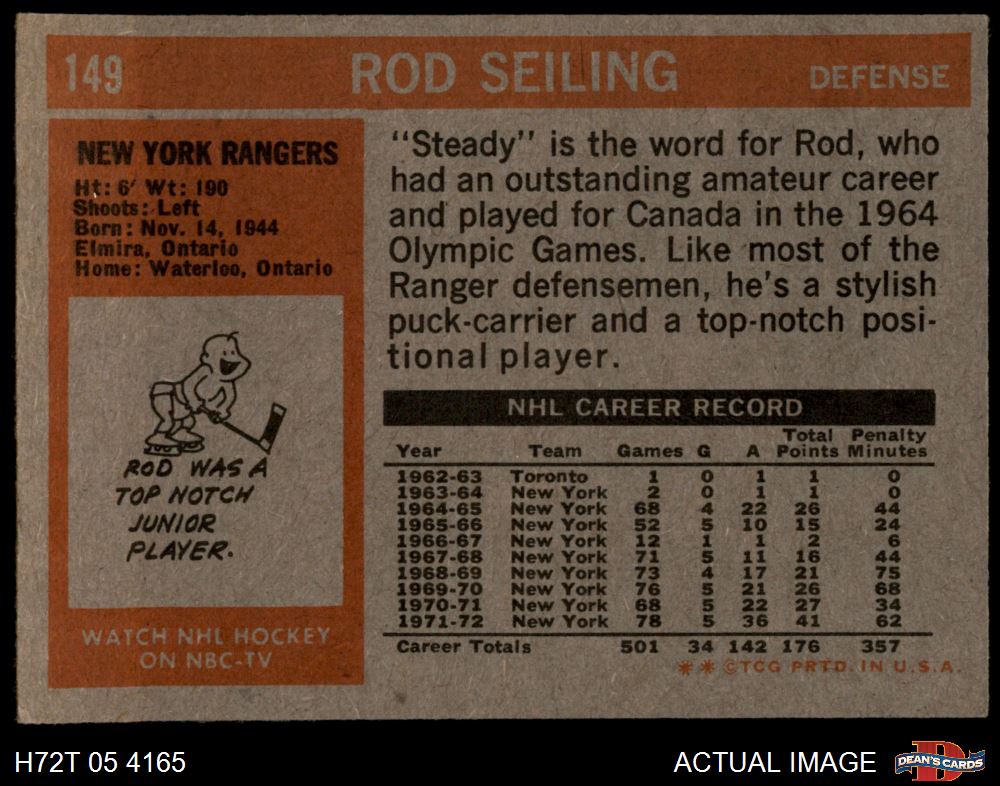 149 ROD SEILING DEFENSE
NEW YORK RANGERS
Ht: 6' Wt: 190
Shoots: Left
Born: Nov. 14, 1944
Elmira, Ontario
Home: Waterloo, Ontario
ROD WAS A
TOP NOTCH
JUNIOR
PLAYER.
WATCH NHL HOCKEY
ON NBC-TV
“Steady” is the word for Rod, who
had an outstanding amateur career
and played for Canada in the 1964
Olympic Games. Like most of the
Ranger defensemen, he's a stylish
puck-carrier and a top-notch posi-
tional player.
NHL CAREER RECORD
Year Team Games G A Total Points Penalty Minutes
1962-63 Toronto 1 0 1 1 0
1963-64 New York 2 0 1 1 0
1964-65 New York 68 4 22 26 44
1965-66 New York 52 5 10 15 24
1966-67 New York 12 1 1 2 6
1967-68 New York 71 5 11 16 44
1968-69 New York 73 4 17 21 75
1969-70 New York 76 5 21 26 68
1970-71 New York 68 5 22 27 34
1971-72 New York 78 5 36 41 62
Career Totals 501 34 142 176 357
** ©TCG PRTD. IN U.S.A.
H72T 05 4165 ACTUAL IMAGE DEAN'S CARDS